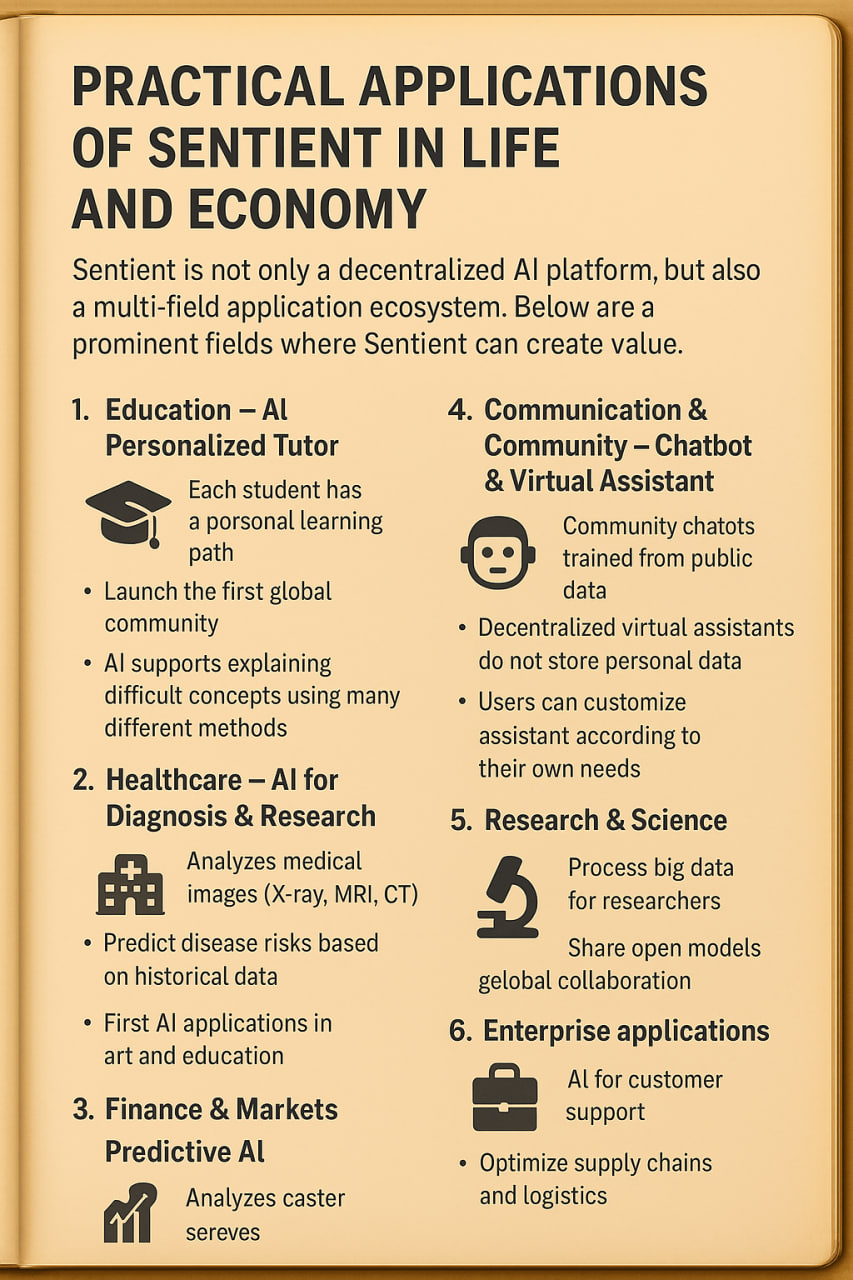 PRACTICAL APPLICATIONS
OF SENTIENT IN LIFE
AND ECONOMY
Sentient is not only a decentralized AI platform, but also
a multi-field application ecosystem. Below are a
prominent fields where Sentient can create value.
1. Education – AI
Personalized Tutor
Each student has
a porsonal learning
path
• Launch the first global
community
• AI supports explaining
difficult concepts using many
different methods
2. Healthcare – AI for
Diagnosis & Research
Analyzes medical
images (X-ray, MRI, CT)
• Predict disease risks based
on historical data
• First AI applications in
art and education
3. Finance & Markets
Predictive AI
Analyzes caster
sereves
4. Communication &
Community – Chatbot
& Virtual Assistant
Community chatots
trained from public
data
• Decentralized virtual assistants
do not store personal data
• Users can customize
assistant according to
their own needs
5. Research & Science
Process big data
for researchers
Share open models
gelobal collaboration
6. Enterprise applications
AI for customer
support
• Optimize supply chains
and logistics